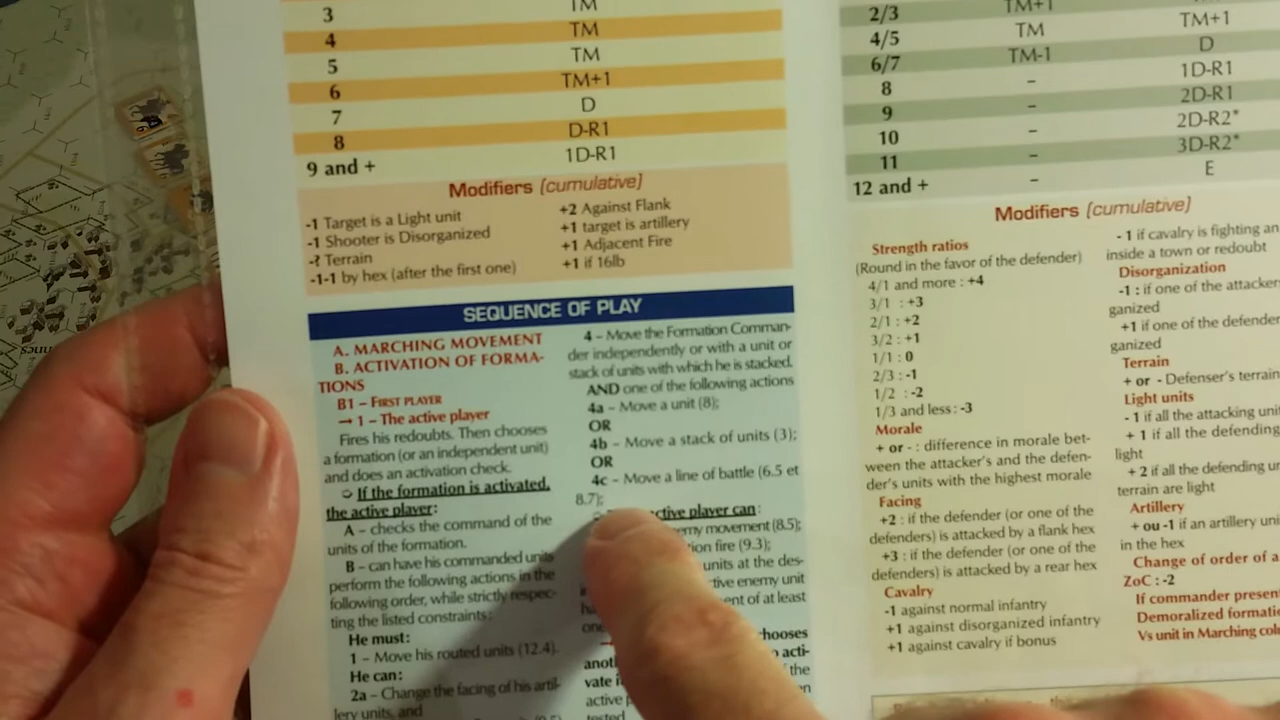 3 TM
4 TM
5 TM
6 TM+1
7 D
8 D-R1
9 and + 1D-R1
Modifiers (cumulative)
-1 Target is a Light unit
-1 Shooter is Disorganized
-? Terrain
-1-1 by hex (after the first one)
+2 Against Flank
+1 target is artillery
+1 Adjacent Fire
+1 if 16lb
SEQUENCE OF PLAY
A. MARCHING MOVEMENT
B. ACTIVATION OF FORMA-
TIONS
B1 – FIRST PLAYER
→ 1 – The active player
Fires his redoubts. Then chooses
a formation (or an independent unit)
and does an activation check.
➲ If the formation is activated,
the active player:
A – checks the command of the
units of the formation.
B – can have his commanded units
perform the following actions in the
following order, while strictly respec-
ting the listed constraints:
He must:
1 – Move his routed units (12.4).
He can:
2a – Change the facing of his artil-
lery units, and
4 – Move the Formation Comman-
der independently or with a unit or
stack of units with which he is stacked.
AND one of the following actions
4a – Move a unit (8);
OR
4b – Move a stack of units (3);
OR
4c – Move a line of battle (6.5 et
8.7);
active player can:
movement (8.5);
fire (9.3);
units at the des-
enemy unit
of at least
one
chooses
acti-
the
active
tested
2/3 TM+1
4/5 TM TM+1
6/7 TM-1 D
8 – 1D-R1
9 – 2D-R1
10 – 2D-R2*
11 – 3D-R2*
12 and + – E
Modifiers (cumulative)
Strength ratios
(Round in the favor of the defender)
4/1 and more : +4
3/1 : +3
2/1 : +2
3/2 : +1
1/1 : 0
2/3 : -1
1/2 : -2
1/3 and less : -3
Morale
+ or - : difference in morale bet-
ween the attacker's and the defen-
der's units with the highest morale
Facing
+2 : if the defender (or one of the
defenders) is attacked by a flank hex
+3 : if the defender (or one of the
defenders) is attacked by a rear hex
Cavalry
-1 against normal infantry
+1 against disorganized infantry
+1 against cavalry if bonus
- 1 if cavalry is fighting an
inside a town or redoubt
Disorganization
-1 : if one of the attacker
ganized
+1 if one of the defender
ganized
Terrain
+ or - Defenser's terrain
Light units
- 1 if all the attacking
+ 1 if all the defending
light
+ 2 if all the defending
terrain are light
Artillery
+ ou -1 if an artillery
in the hex
Change of order of a
ZoC : -2
If commander present
Demoralized
Vs unit in Marching